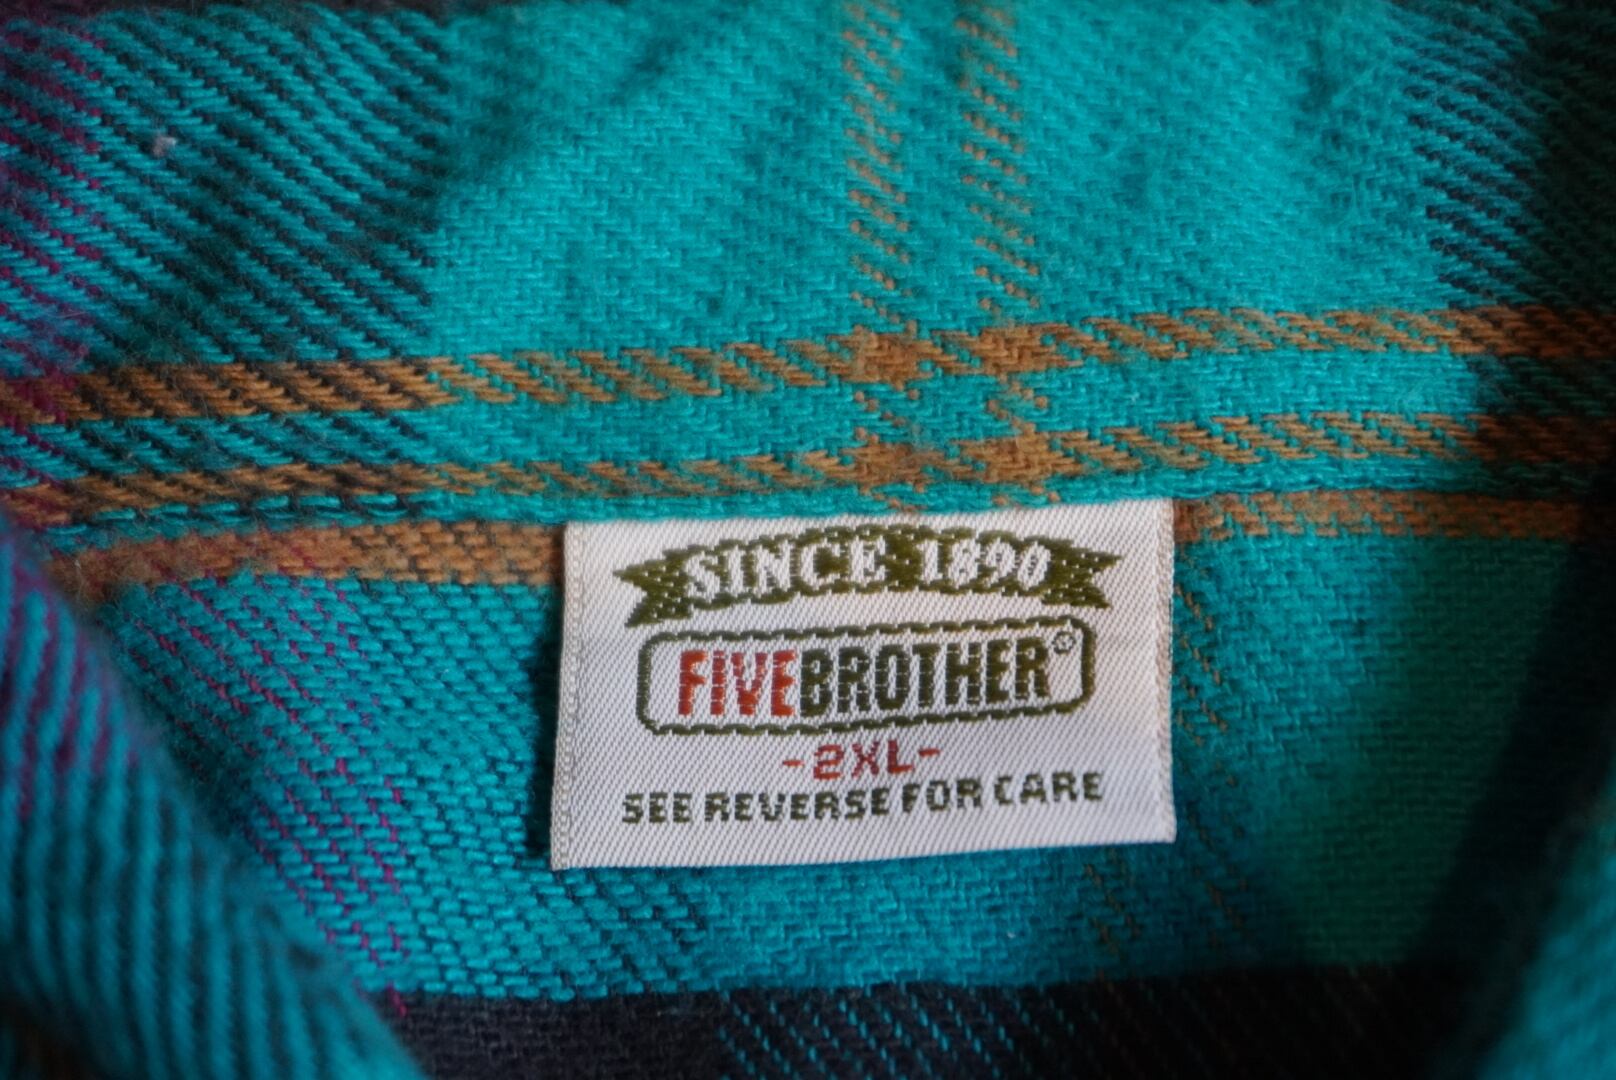 SINCE 1890
FIVEBROTHER®
-2XL-
SEE REVERSE FOR CARE